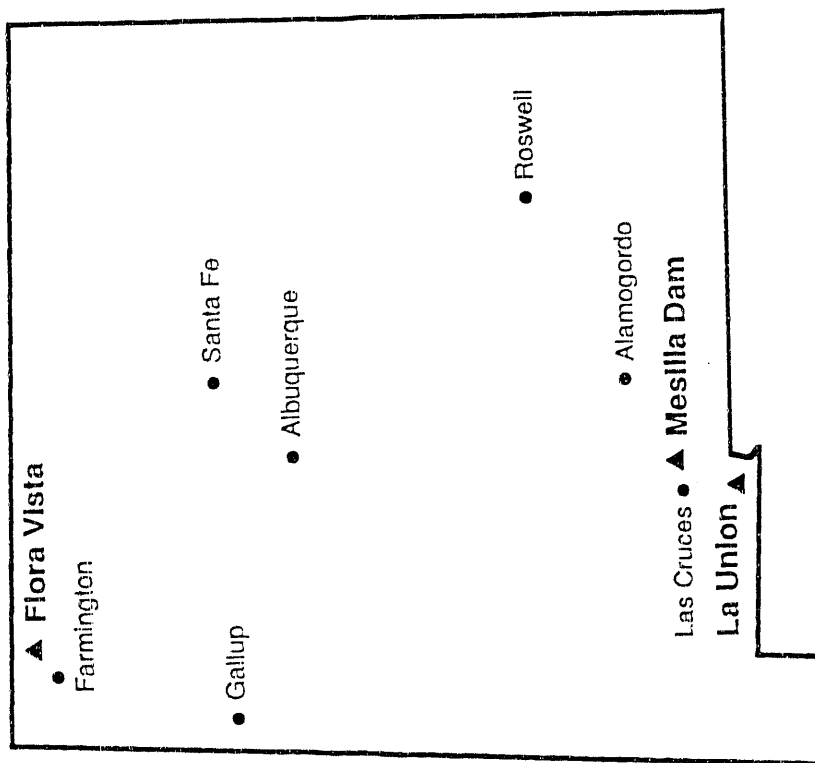 Flora Vista
Farmington
Santa Fe
Gallup
Albuquerque
Roswell
Alamogordo
Las Cruces
Mesilla Dam
La Union